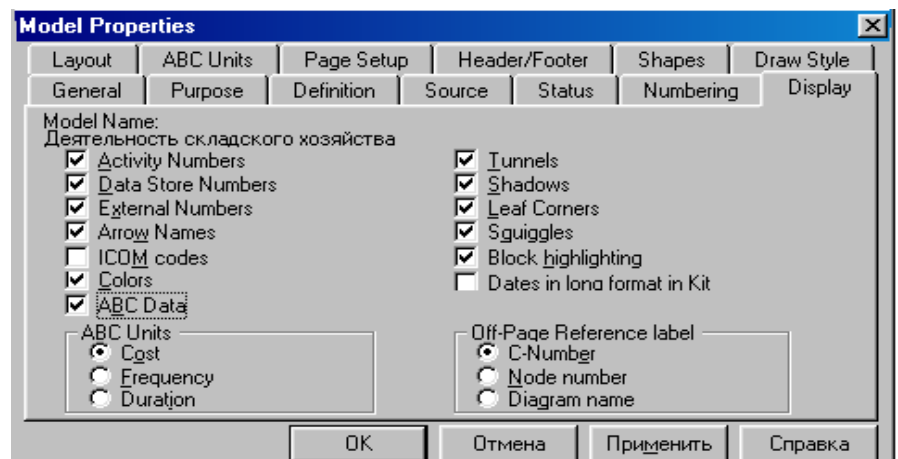 Model Properties
Layout ABC Units Page Setup Header/Footer Shapes Draw Style
General Purpose Definition Source Status Numbering Display
Model Name:
Деятельность складского хозяйства
Activity Numbers
Data Store Numbers
External Numbers
Arrow Names
ICOM codes
Colors
ABC Data
Tunnels
Shadows
Leaf Corners
Squiggles
Block highlighting
Dates in long format in Kit
ABC Units
Cost
Frequency
Duration
Off-Page Reference label
C-Number
Node number
Diagram name
OK Отмена Применить Справка